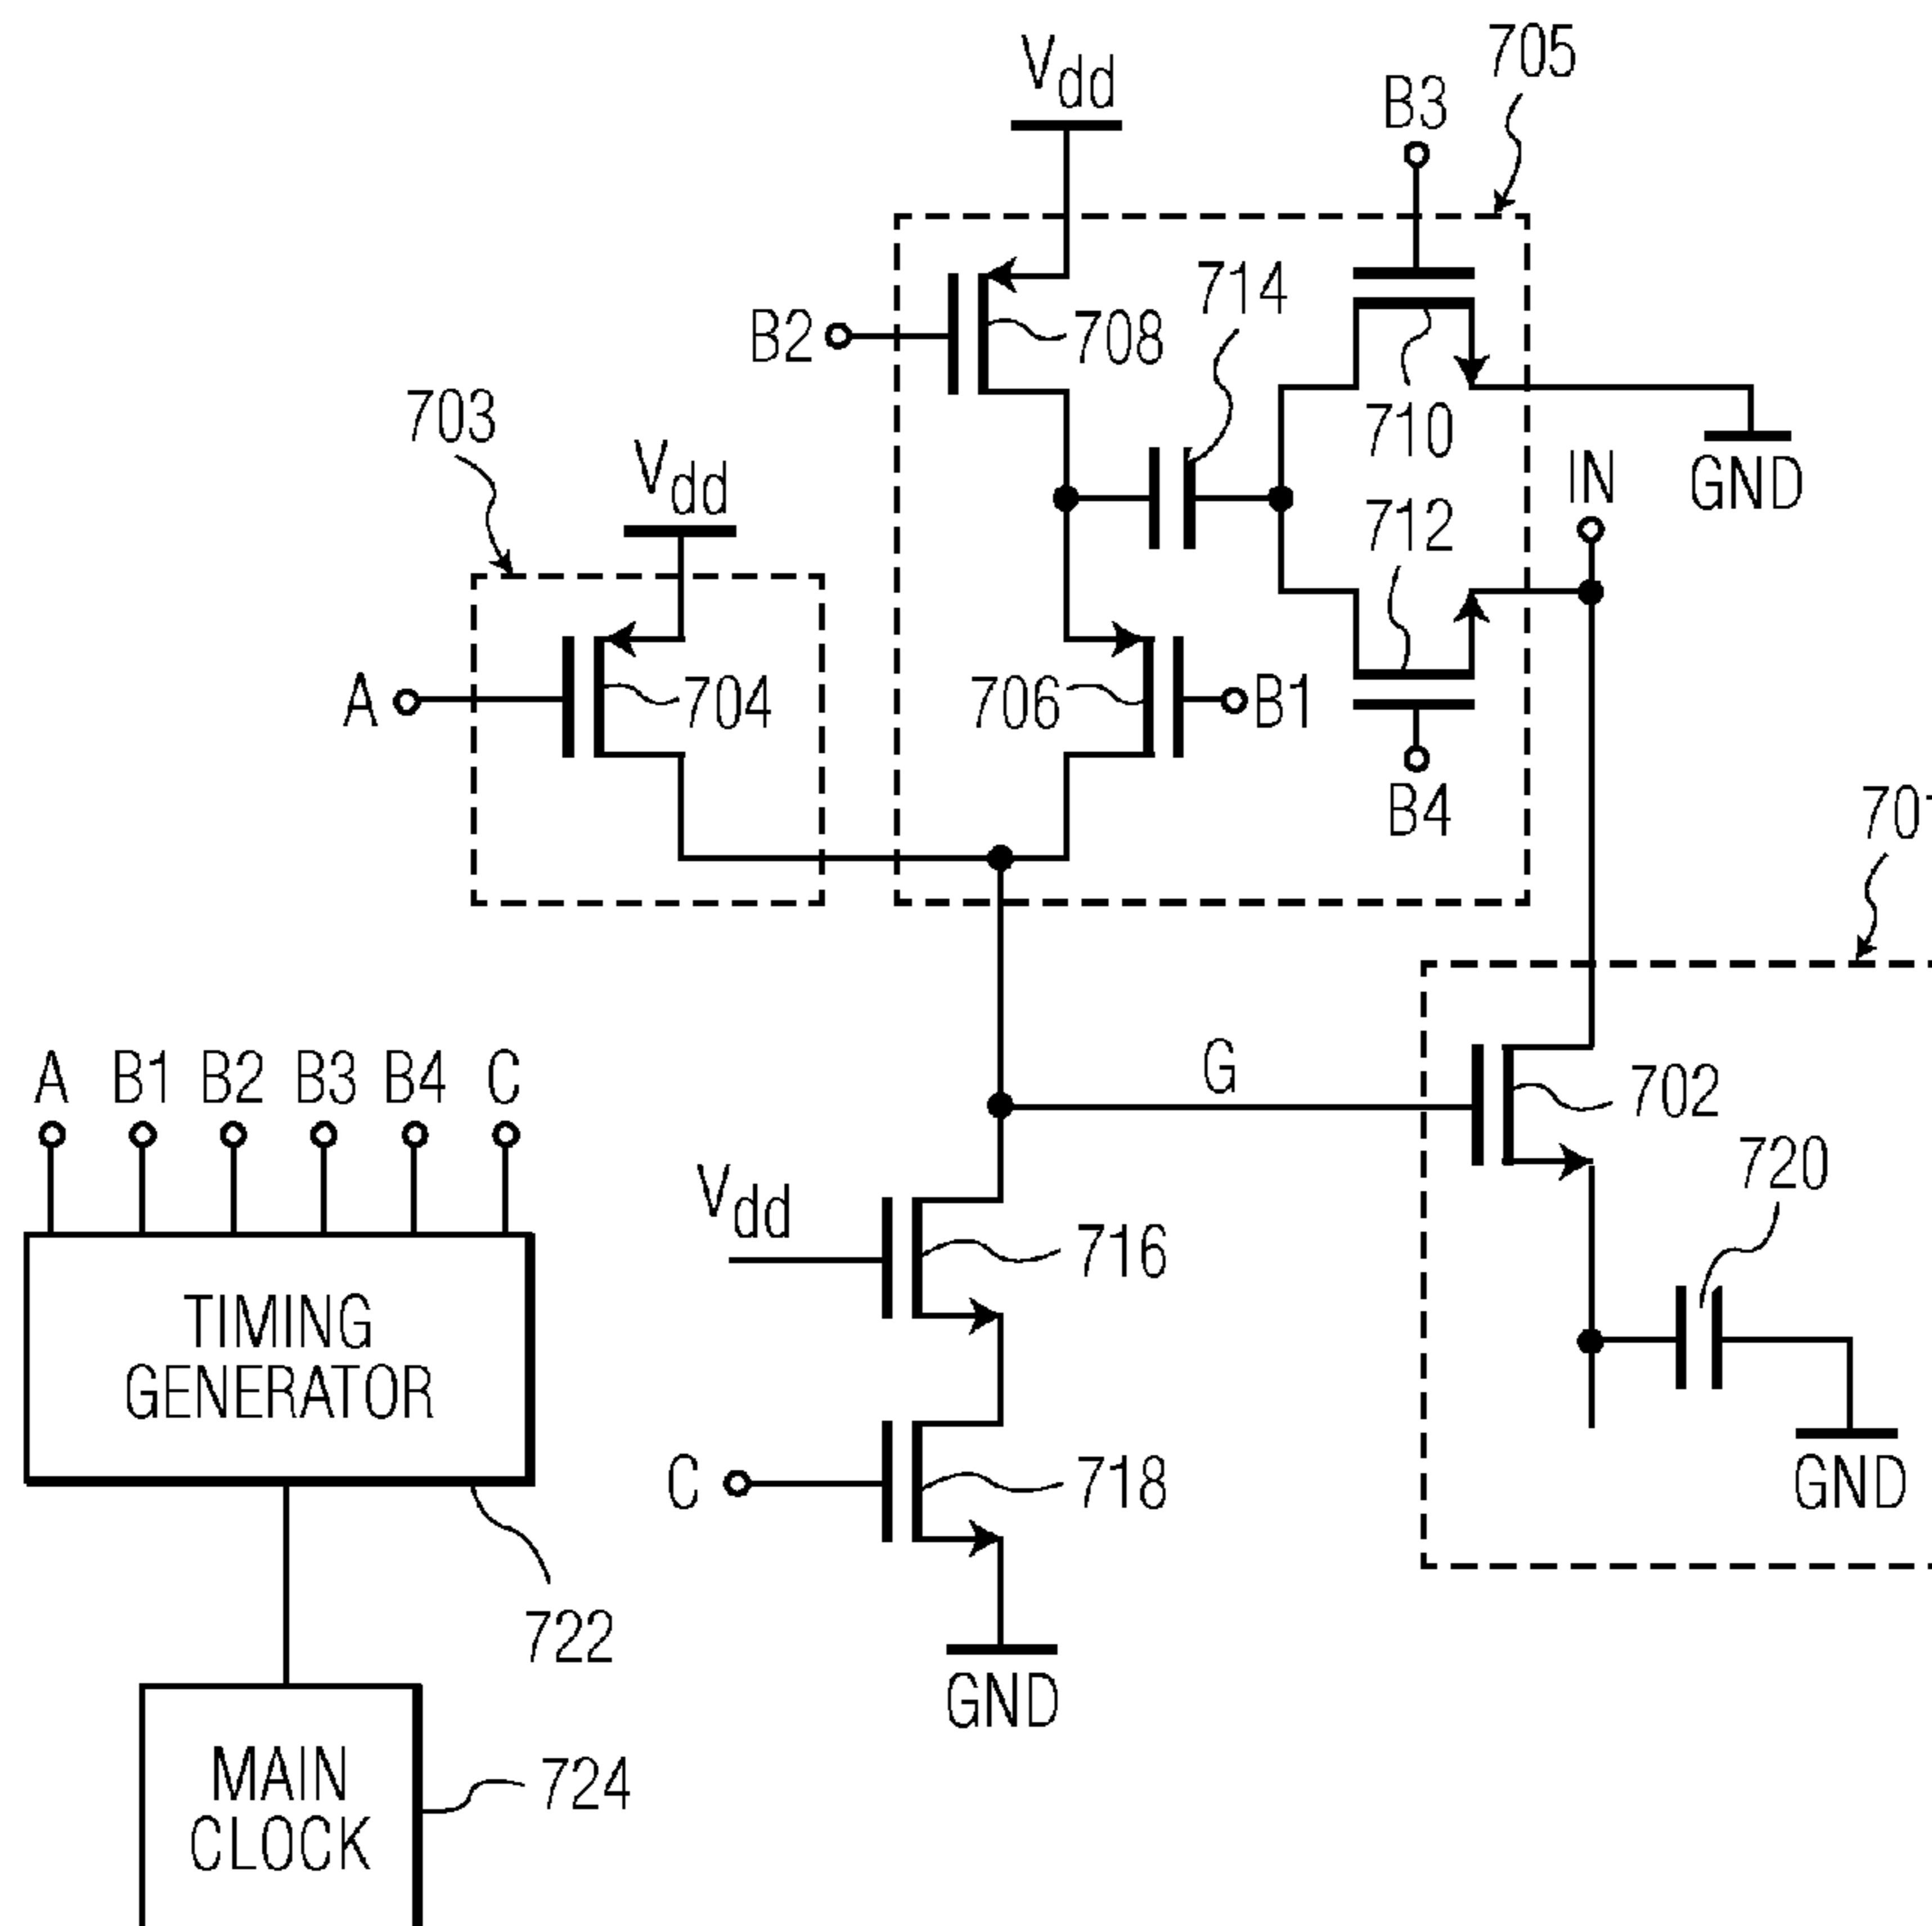 705
Vdd
B3
714
B2
708
703
710
Vdd
IN
GND
712
A
704
706
B1
B4
G
A B1 B2 B3 B4 C
702
720
Vdd
716
TIMING
GENERATOR
C
718
GND
722
GND
MAIN
CLOCK
724